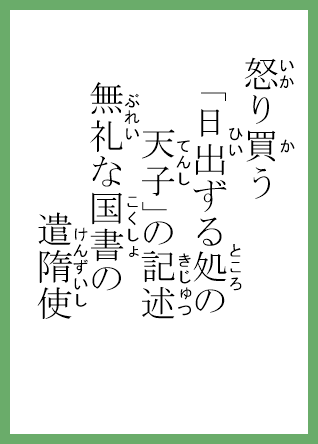 怒り買う
「日出ずる処の
天子」の記述
無礼な国書の
遣隋使
いか
か
ひい
ところ
てんし
きじゅつ
ぶれい
こくしょ
けんずいし